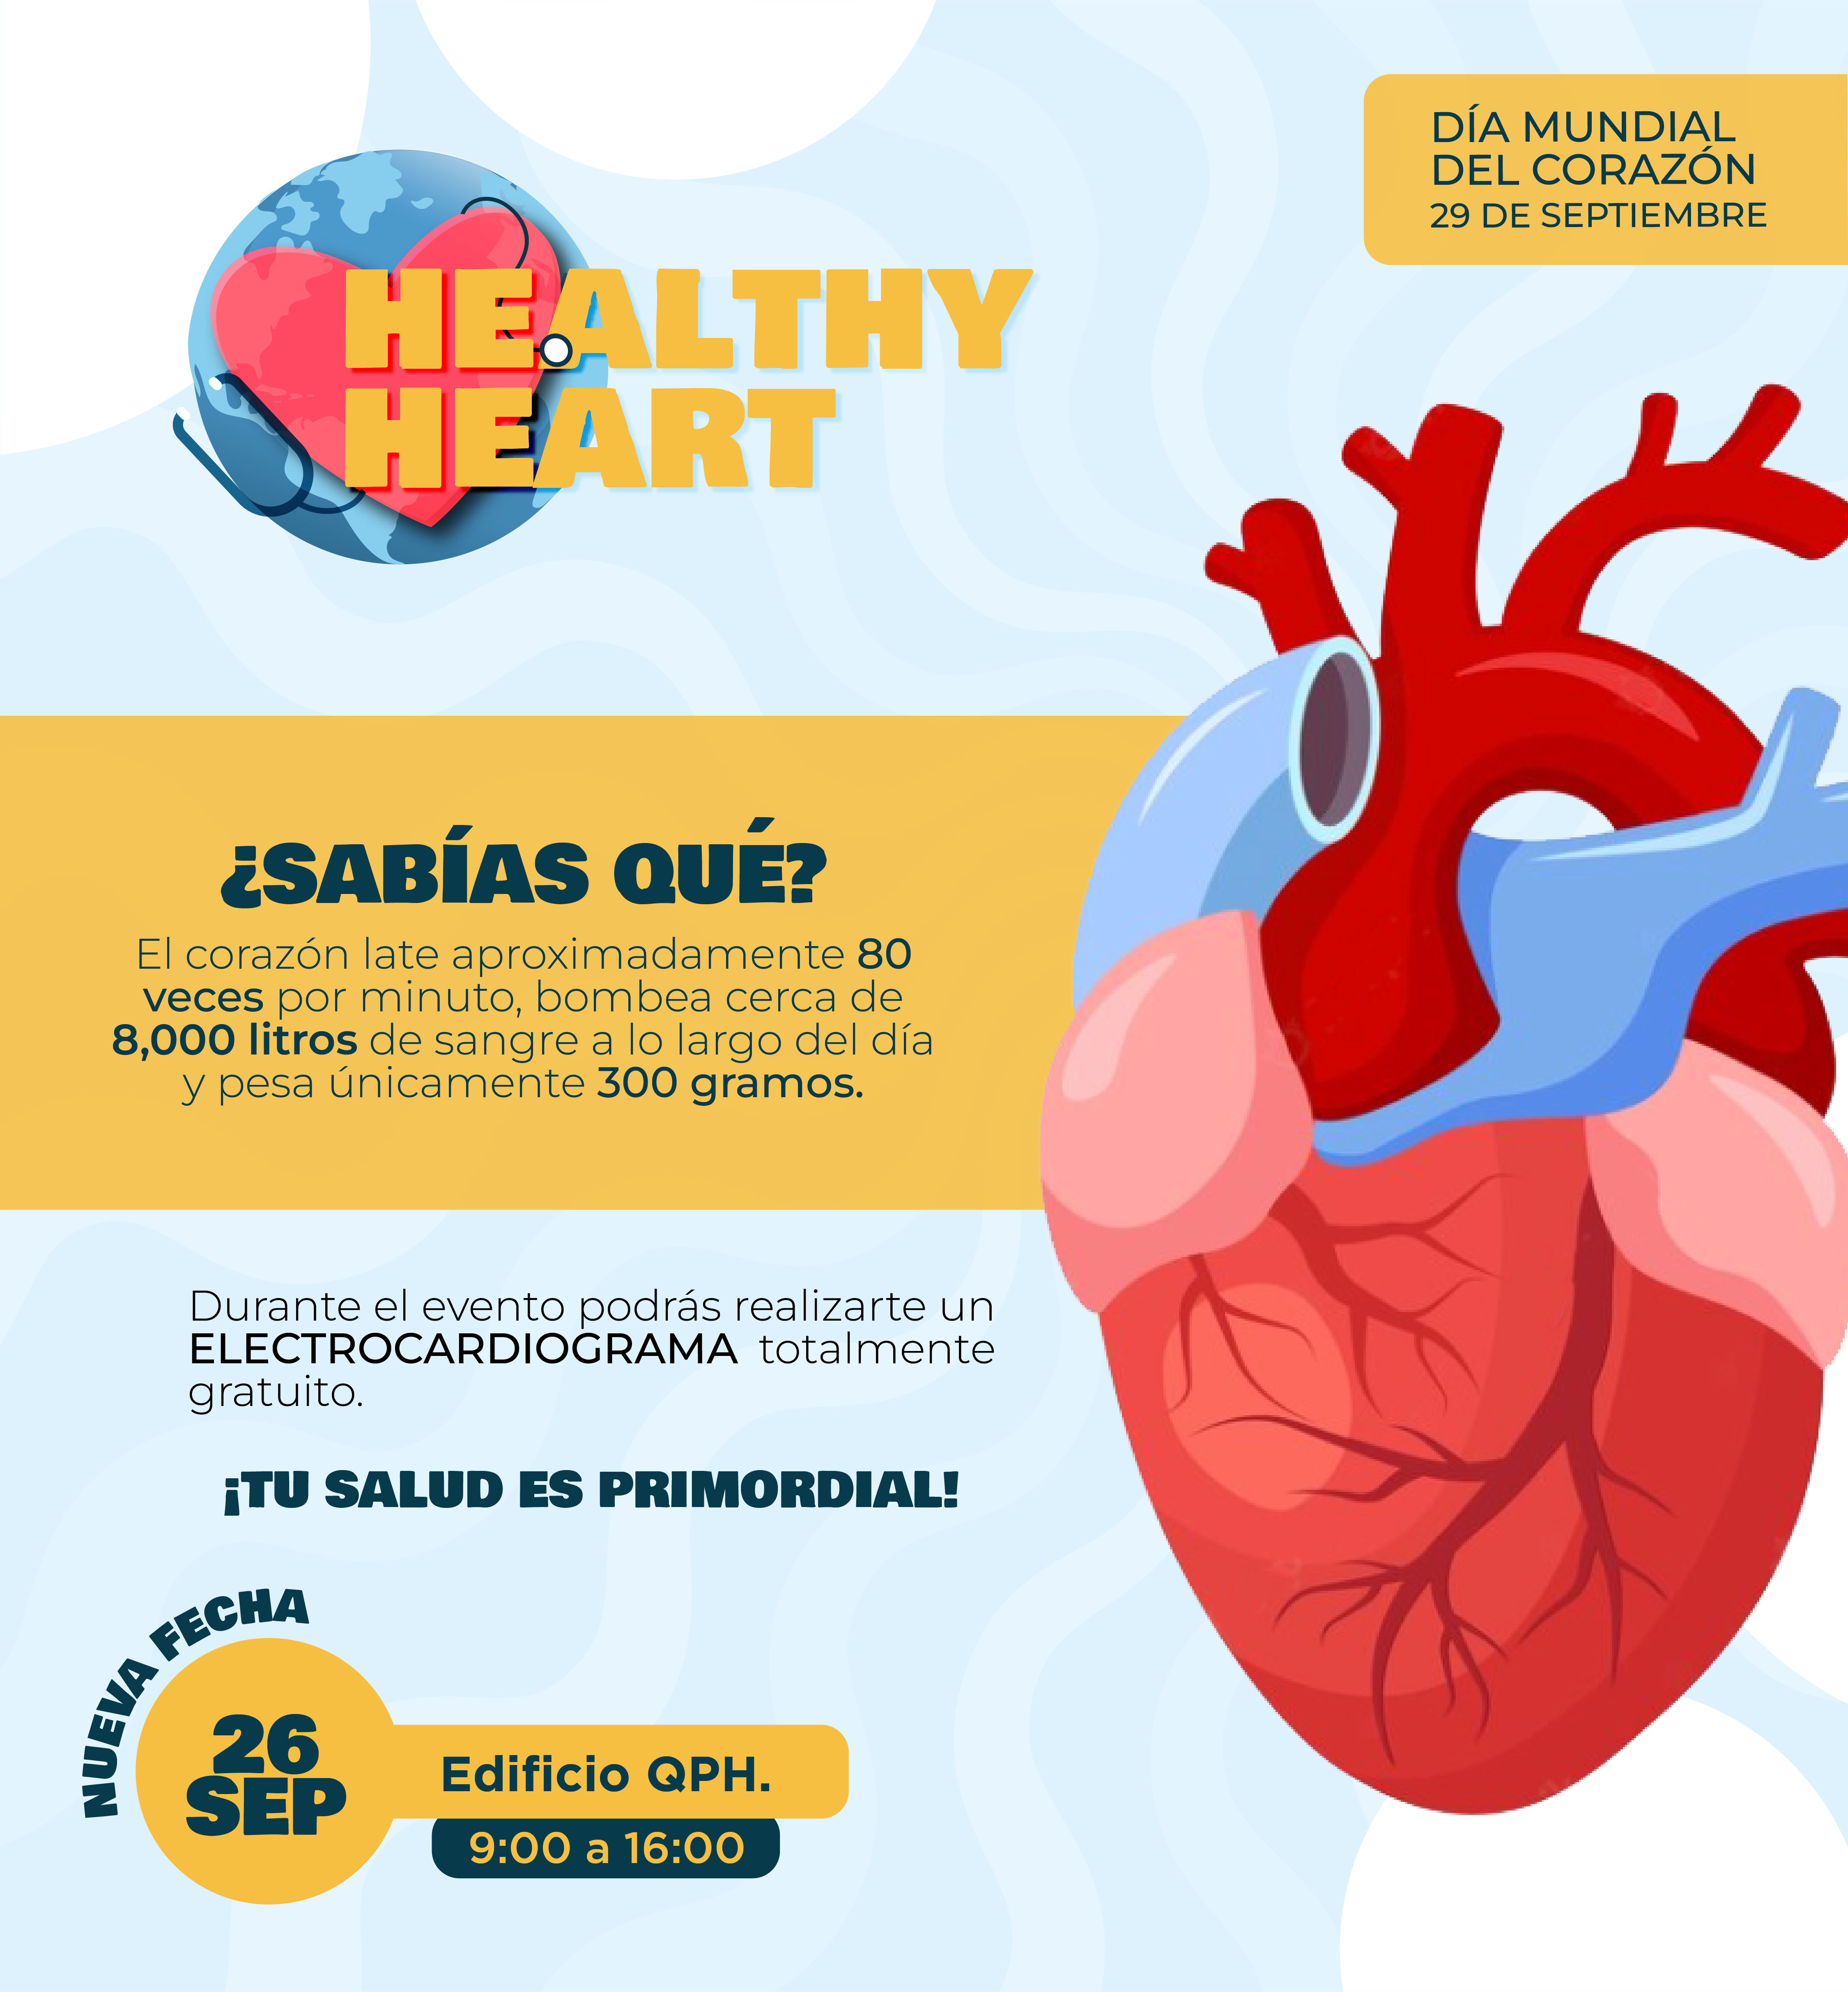 DÍA MUNDIAL
DEL CORAZÓN
29 DE SEPTIEMBRE
HEALTHY
HEART
¿SABÍAS QUÉ?
El corazón late aproximadamente 80
veces por minuto, bombea cerca de
8,000 litros de sangre a lo largo del día
y pesa únicamente 300 gramos.
Durante el evento podrás realizarte un
ELECTROCARDIOGRAMA totalmente
gratuito.
¡TU SALUD ES PRIMORDIAL!
NUEVA FECHA
26
SEP
Edificio QPH.
9:00 a 16:00